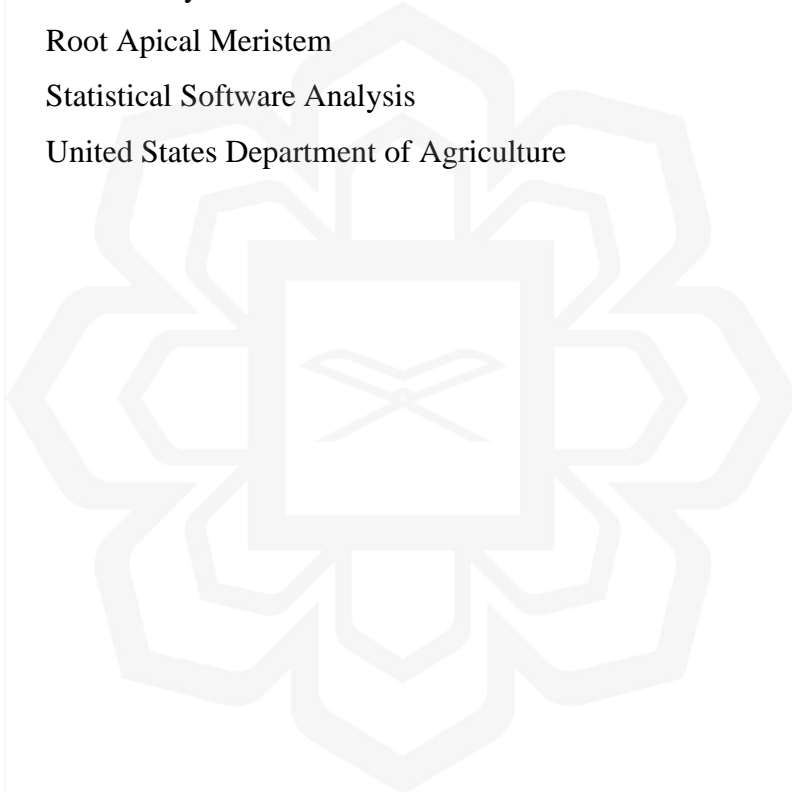 Root Apical Meristem
Statistical Software Analysis
United States Department of Agriculture